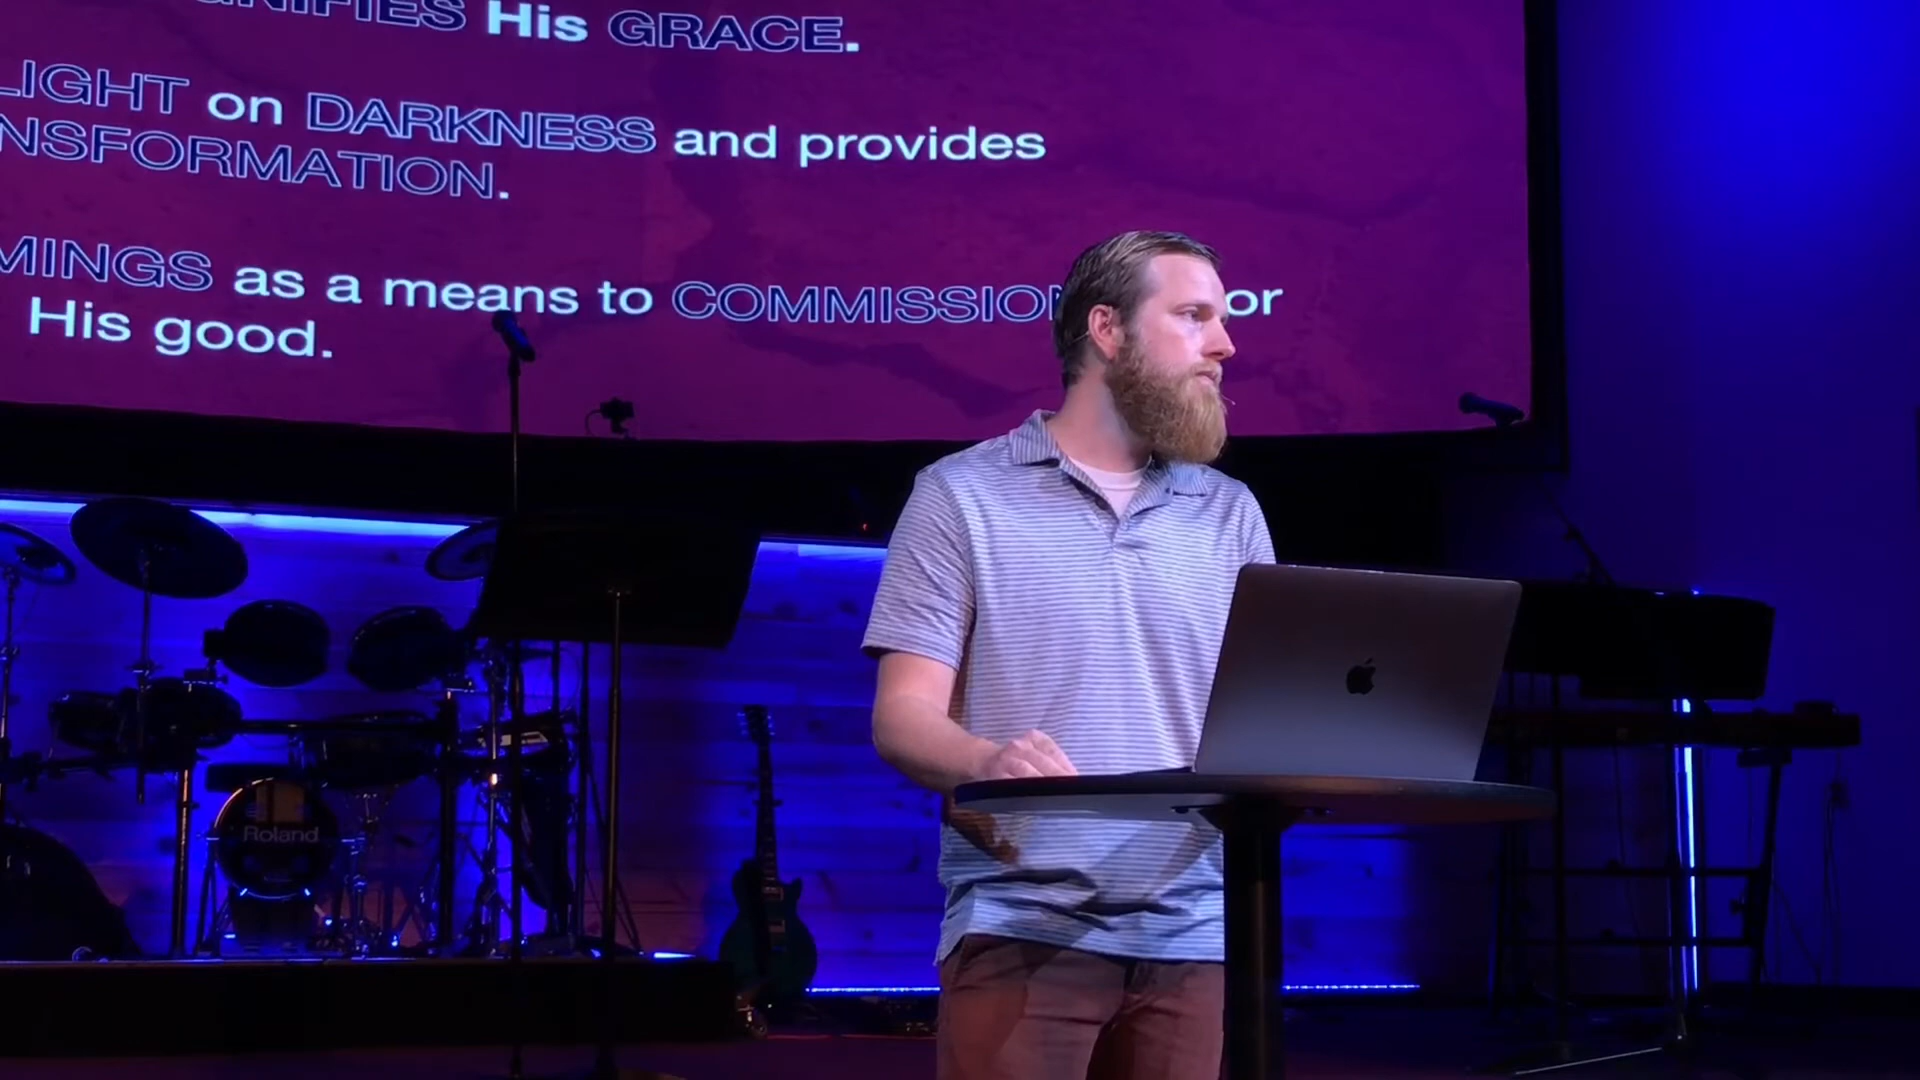 His GRACE.
LIGHT on DARKNESS and provides
NSFORMATION.
MINGS as a means to COMMISSION or
His good.
Roland